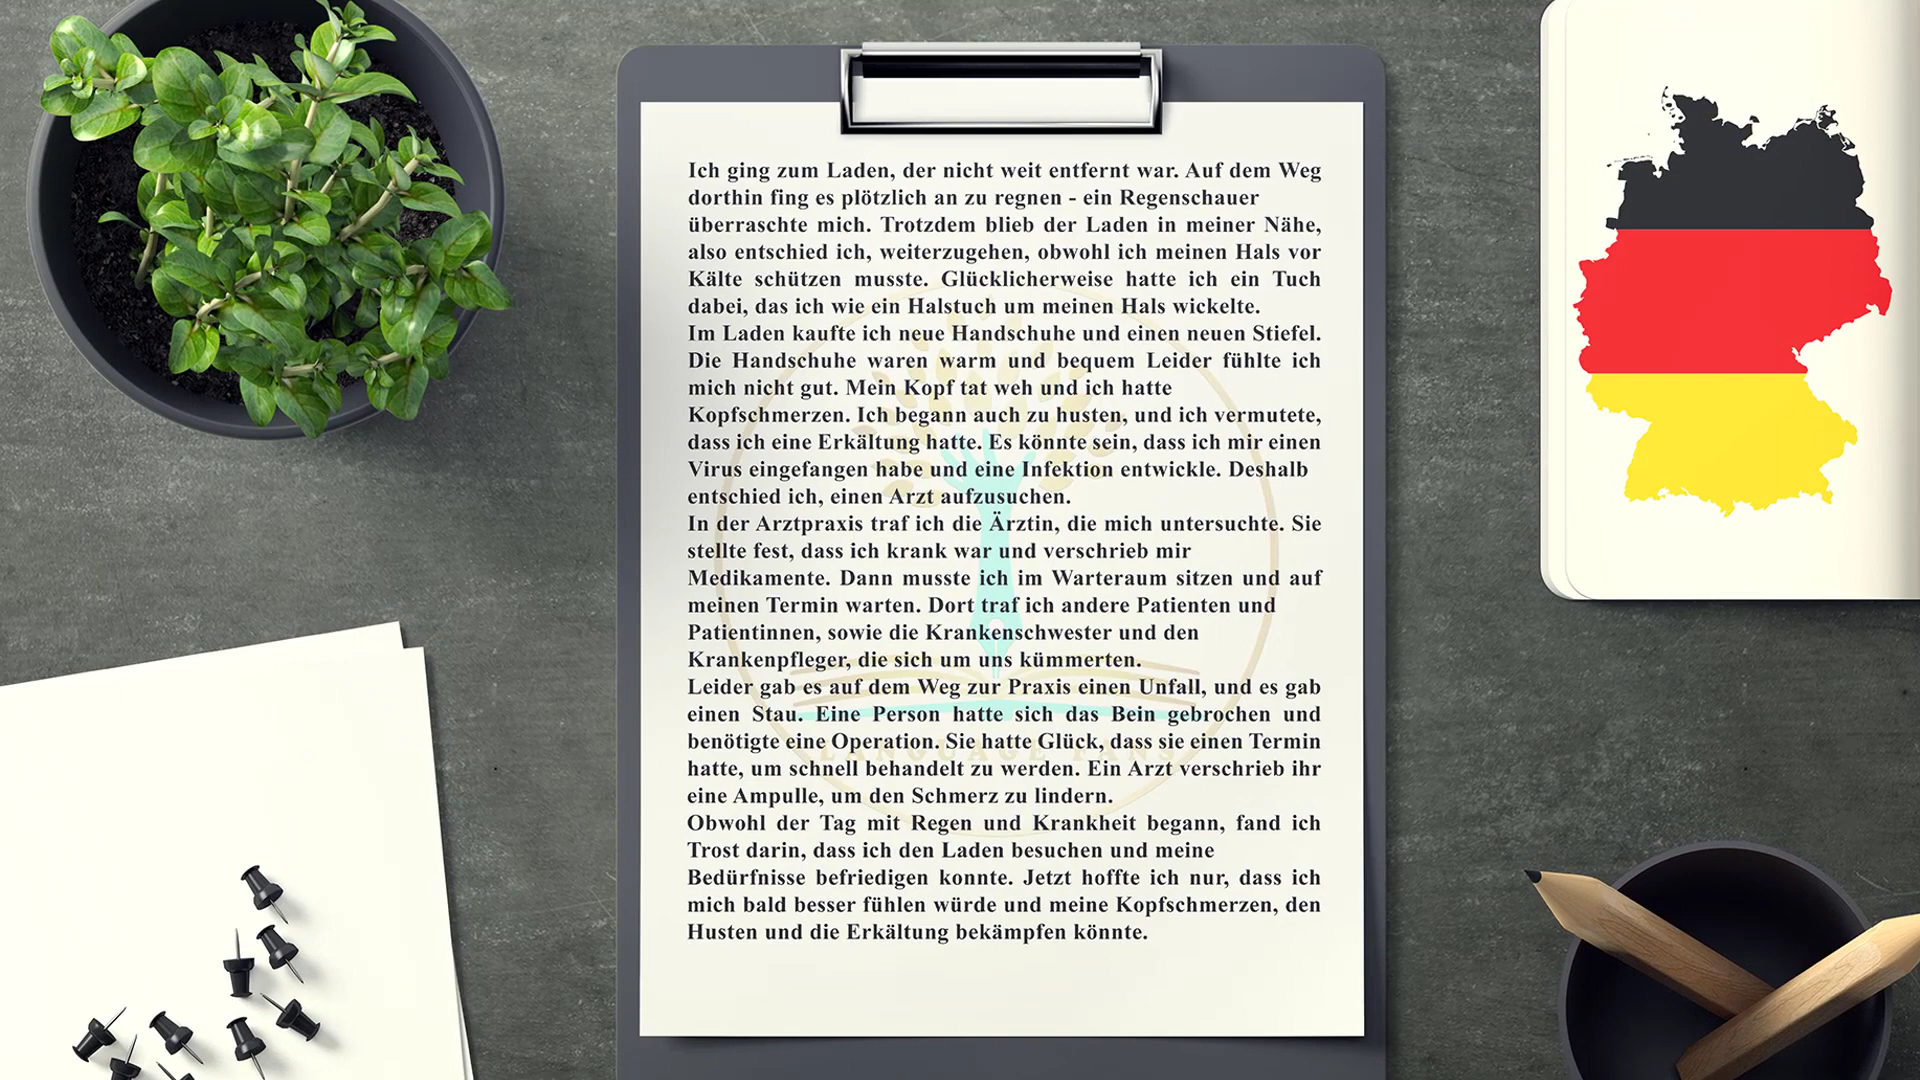 Ich ging zum Laden, der nicht weit entfernt war. Auf dem Weg
dorthin fing es plötzlich an zu regnen - ein Regenschauer
überraschte mich. Trotzdem blieb der Laden in meiner Nähe,
also entschied ich, weiterzugehen, obwohl ich meinen Hals vor
Kälte schützen musste. Glücklicherweise hatte ich ein Tuch
dabei, das ich wie ein Halstuch um meinen Hals wickelte.
Im Laden kaufte ich neue Handschuhe und einen neuen Stiefel.
Die Handschuhe waren warm und bequem Leider fühlte ich
mich nicht gut. Mein Kopf tat weh und ich hatte
Kopfschmerzen. Ich begann auch zu husten, und ich vermutete,
dass ich eine Erkältung hatte. Es könnte sein, dass ich mir einen
Virus eingefangen habe und eine Infektion entwickle. Deshalb
entschied ich, einen Arzt aufzusuchen.
In der Arztpraxis traf ich die Ärztin, die mich untersuchte. Sie
stellte fest, dass ich krank war und verschrieb mir
Medikamente. Dann musste ich im Warteraum sitzen und auf
meinen Termin warten. Dort traf ich andere Patienten und
Patientinnen, sowie die Krankenschwester und den
Krankenpfleger, die sich um uns kümmerten.
Leider gab es auf dem Weg zur Praxis einen Unfall, und es gab
einen Stau. Eine Person hatte sich das Bein gebrochen und
benötigte eine Operation. Sie hatte Glück, dass sie einen Termin
hatte, um schnell behandelt zu werden. Ein Arzt verschrieb ihr
eine Ampulle, um den Schmerz zu lindern.
Obwohl der Tag mit Regen und Krankheit begann, fand ich
Trost darin, dass ich den Laden besuchen und meine
Bedürfnisse befriedigen konnte. Jetzt hoffte ich nur, dass ich
mich bald besser fühlen würde und meine Kopfschmerzen, den
Husten und die Erkältung bekämpfen könnte.
LANGUAGE FANS